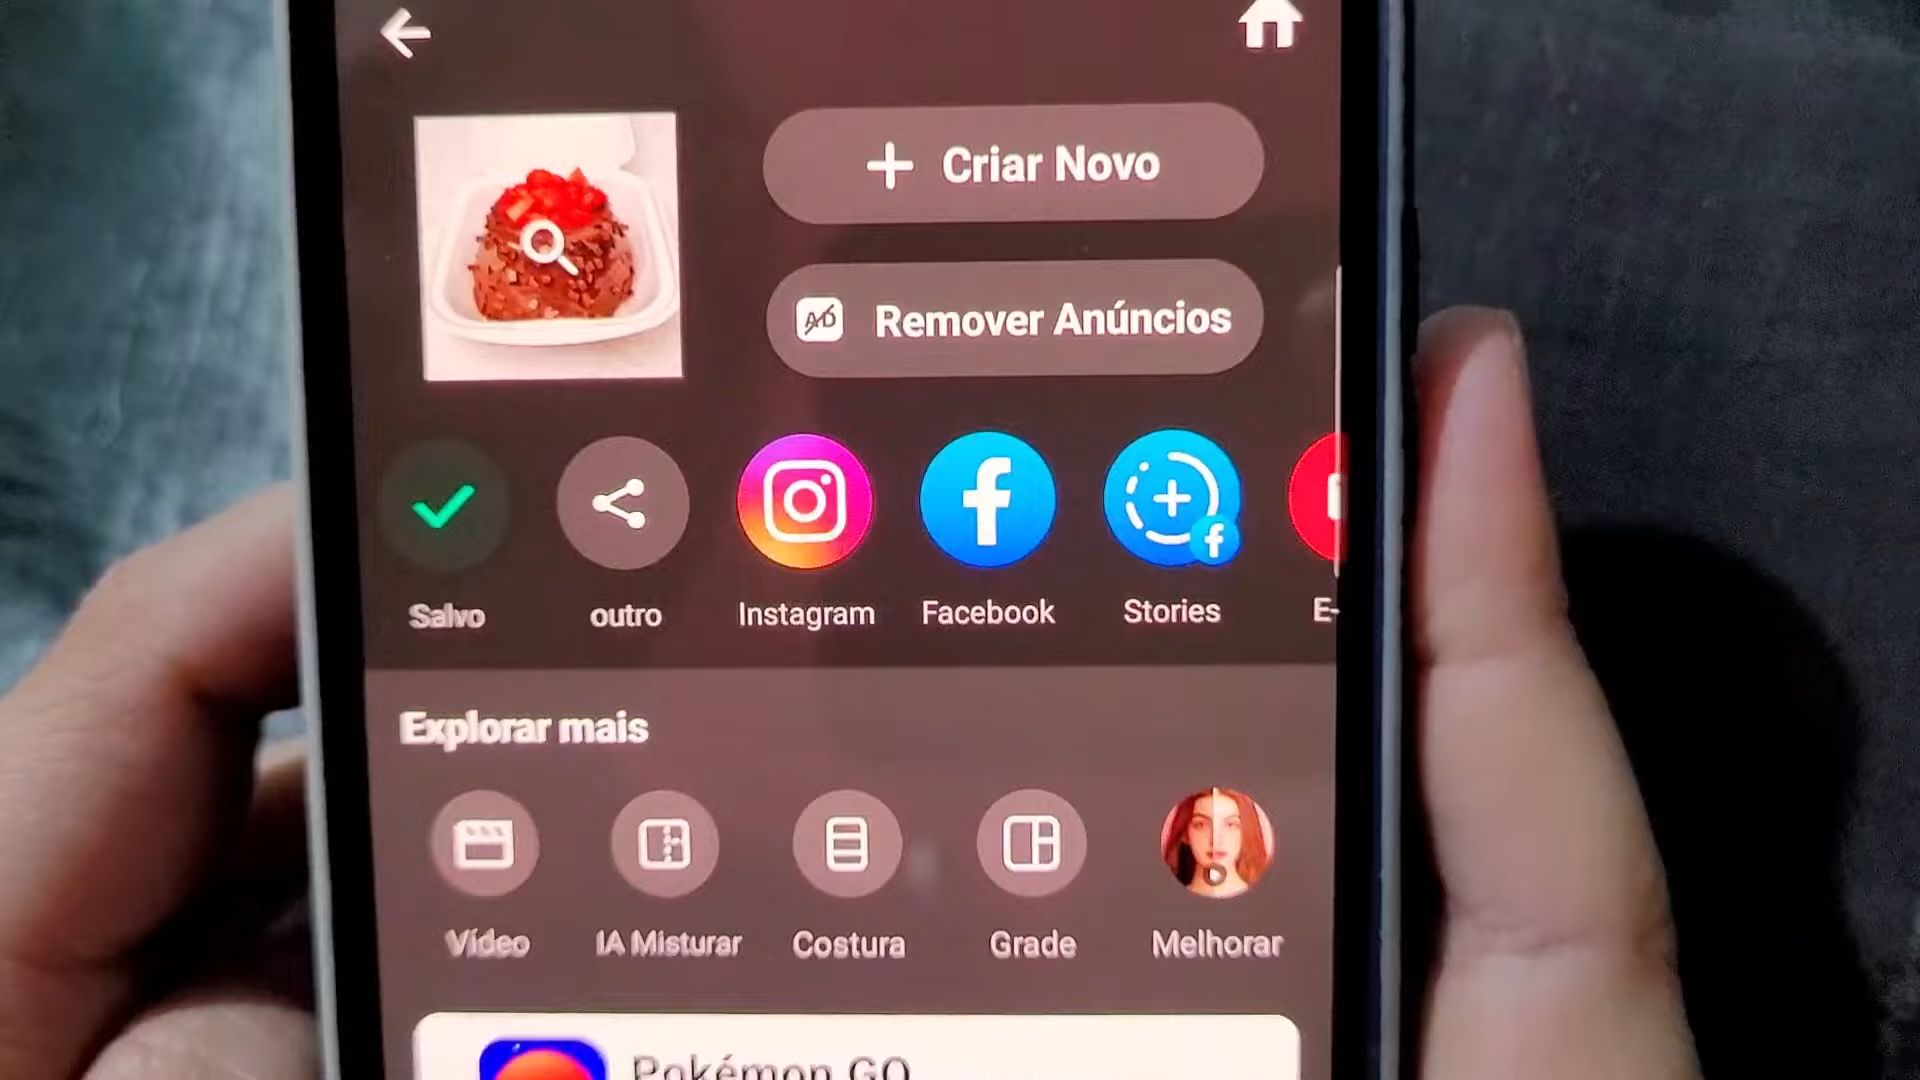 Criar Novo
AD Remover Anúncios
Salvo
outro
Instagram
Facebook
Stories
E-
Explorar mais
Vídeo
IA Misturar
Costura
Grade
Melhorar
Pokémon GO